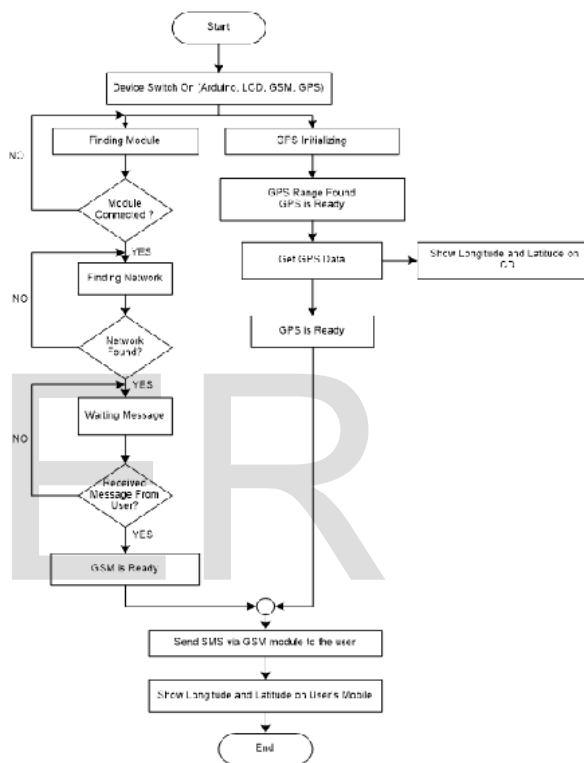 Start
Device Switch On (Arduino, LCD, GSM, GPS)
Finding Module
GPS Initializing
NO
Module
Connected ?
GPS Range Found
GPS is Ready
YES
Finding Network
Get GPS Data
Show Longitude and Latitude on
CD
NO
Network
Found?
GPS is Ready
YES
Waiting Message
NO
Received
Message From
User?
YES
GSM is Ready
Send SMS via GSM module to the user
Show Longitude and Latitude on User's Mobile
End
ER